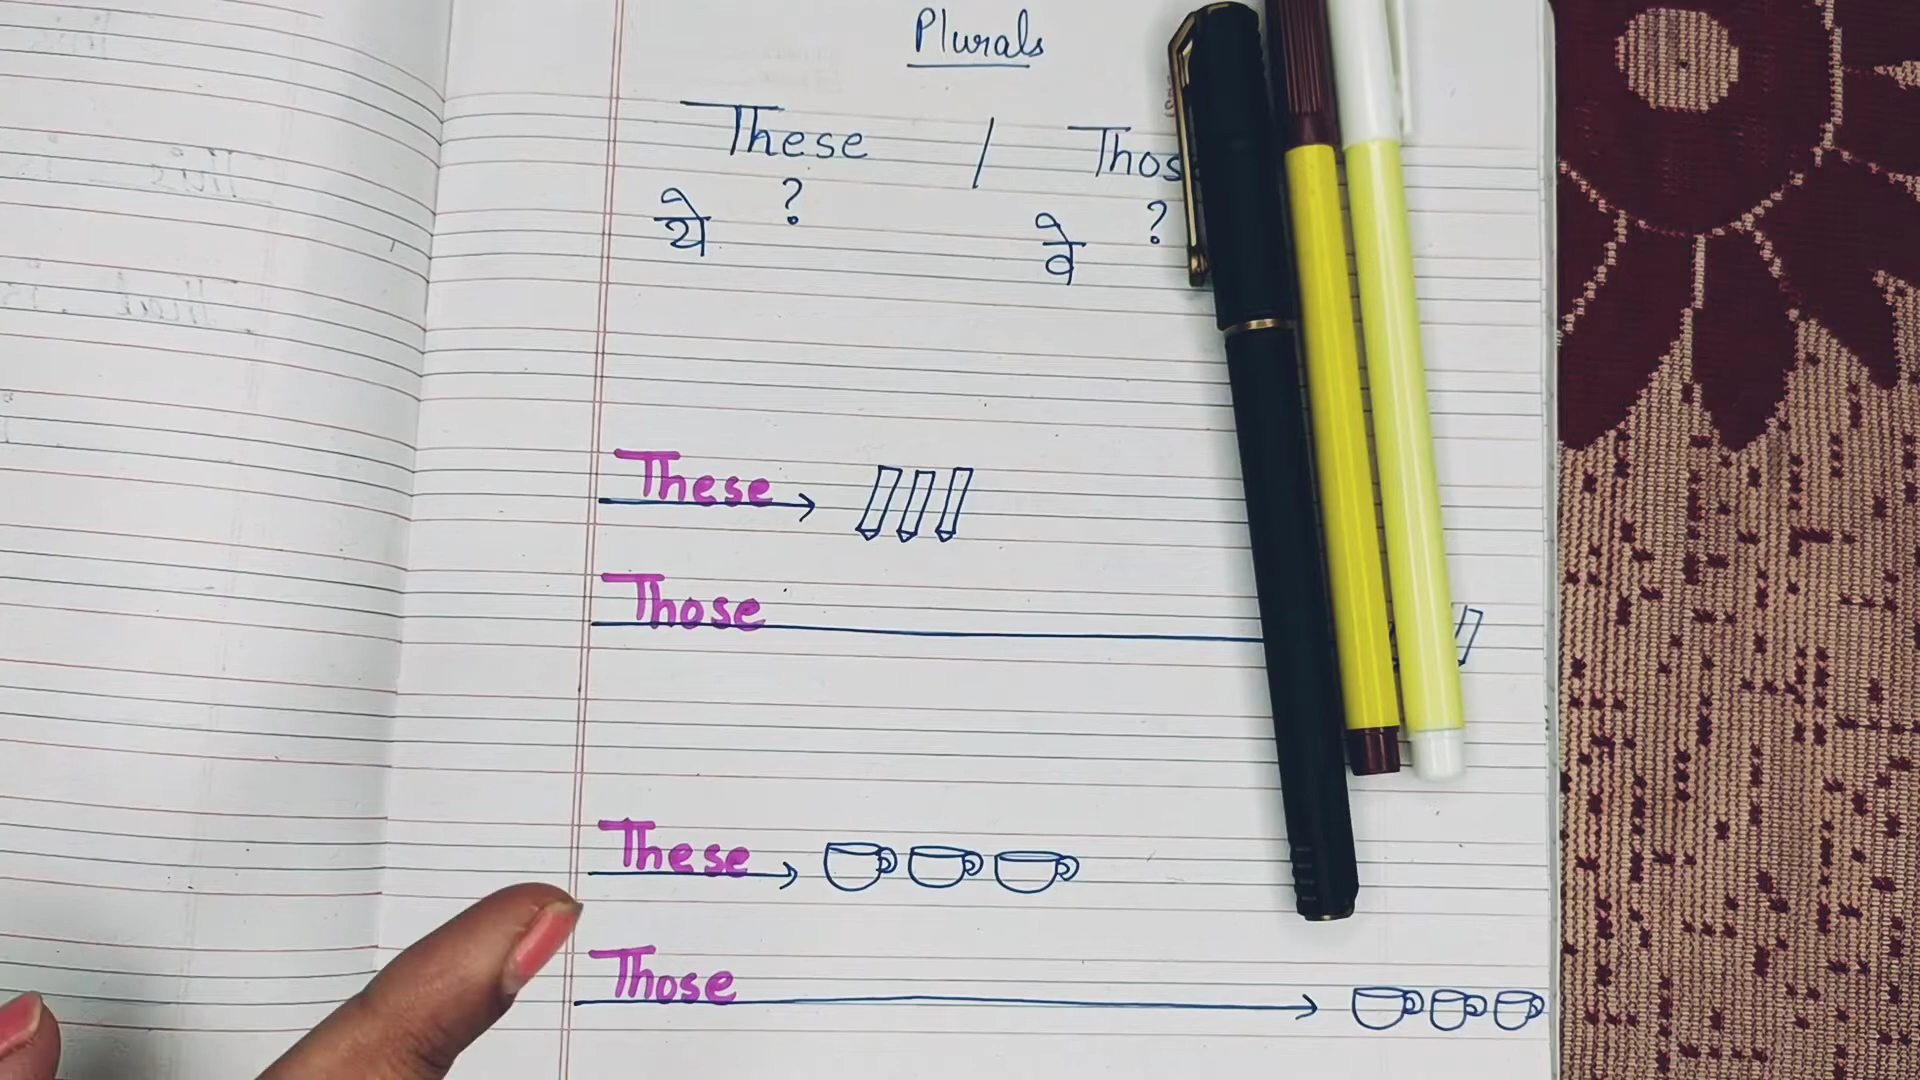 Plurals
These / Thos
ये ? वे ?
These
Those
These
Those